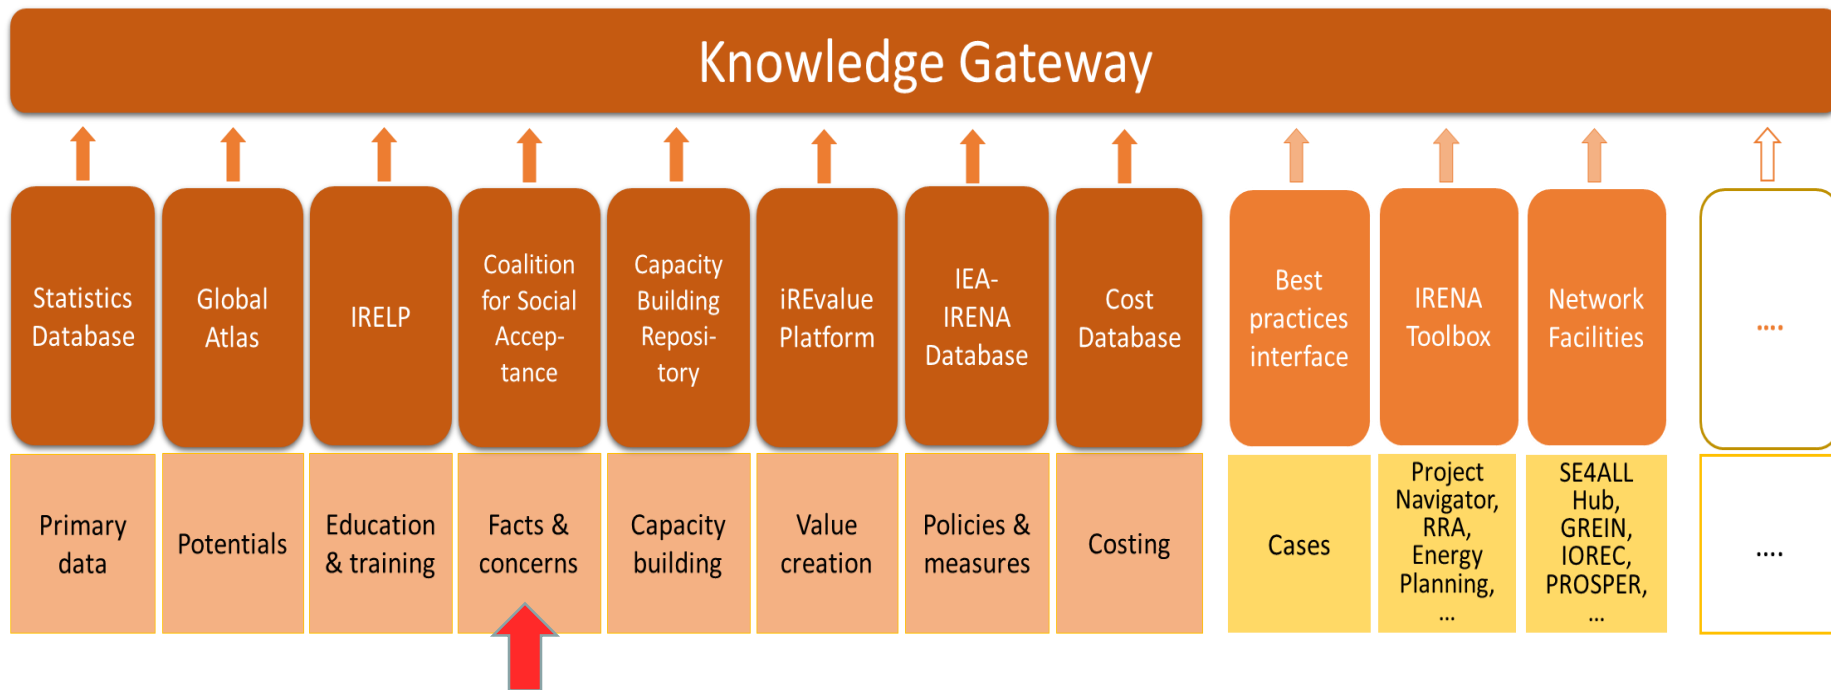 Knowledge Gateway
Statistics
Database
Global
Atlas
IRELP
Coalition
for Social
Accep-
tance
Capacity
Building
Reposi-
tory
iREvalue
Platform
IEA-
IRENA
Database
Cost
Database
Best
practices
interface
IRENA
Toolbox
Network
Facilities
....
Primary
data
Potentials
Education
& training
Facts &
concerns
Capacity
building
Value
creation
Policies &
measures
Costing
Cases
Project
Navigator,
RRA,
Energy
Planning,
...
SE4ALL
Hub,
GREIN,
IOREC,
PROSPER,
...
....